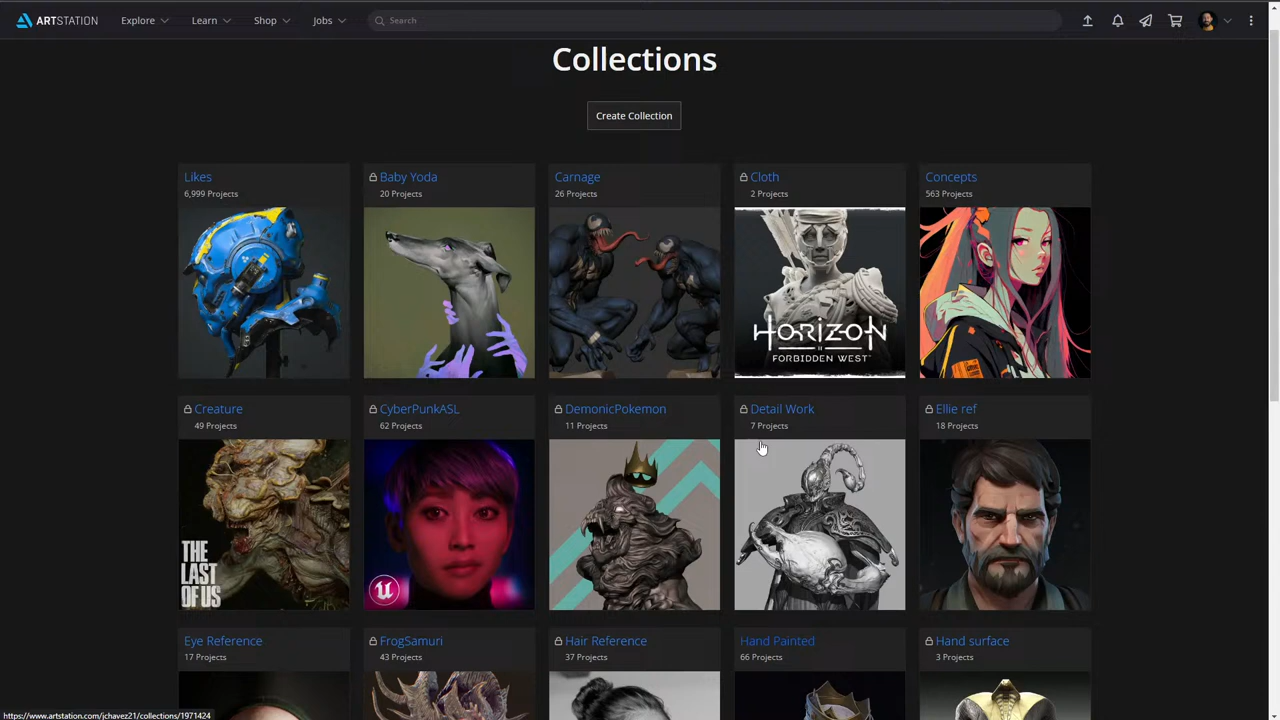 ARTSTATION Explore Learn Shop Jobs Search
Collections
Create Collection
Likes Baby Yoda Carnage Cloth Concepts
6,999 Projects 20 Projects 26 Projects 2 Projects 563 Projects
HORIZON
FORBIDDEN WEST
Creature CyberPunkASL DemonicPokemon Detail Work Ellie ref
49 Projects 62 Projects 11 Projects 7 Projects 18 Projects
THE
LAST
OF US
Eye Reference FrogSamuri Hair Reference Hand Painted Hand surface
17 Projects 43 Projects 37 Projects 66 Projects 3 Projects
https://www.artstation.com/jchavez21/collections/1971424